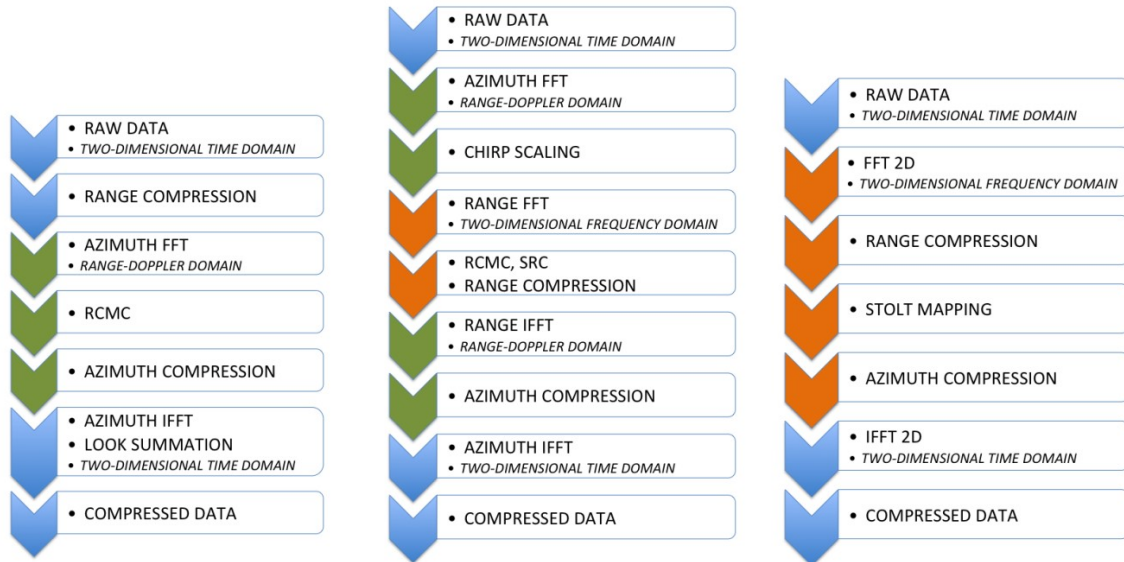 • RAW DATA
• TWO-DIMENSIONAL TIME DOMAIN
• RANGE COMPRESSION
• AZIMUTH FFT
• RANGE-DOPPLER DOMAIN
• RCMC
• AZIMUTH COMPRESSION
• AZIMUTH IFFT
• LOOK SUMMATION
• TWO-DIMENSIONAL TIME DOMAIN
• COMPRESSED DATA
• RAW DATA
• TWO-DIMENSIONAL TIME DOMAIN
• AZIMUTH FFT
• RANGE-DOPPLER DOMAIN
• CHIRP SCALING
• RANGE FFT
• TWO-DIMENSIONAL FREQUENCY DOMAIN
• RCMC, SRC
• RANGE COMPRESSION
• RANGE IFFT
• RANGE-DOPPLER DOMAIN
• AZIMUTH COMPRESSION
• AZIMUTH IFFT
• TWO-DIMENSIONAL TIME DOMAIN
• COMPRESSED DATA
• RAW DATA
• TWO-DIMENSIONAL TIME DOMAIN
• FFT 2D
• TWO-DIMENSIONAL FREQUENCY DOMAIN
• RANGE COMPRESSION
• STOLT MAPPING
• AZIMUTH COMPRESSION
• IFFT 2D
• TWO-DIMENSIONAL TIME DOMAIN
• COMPRESSED DATA